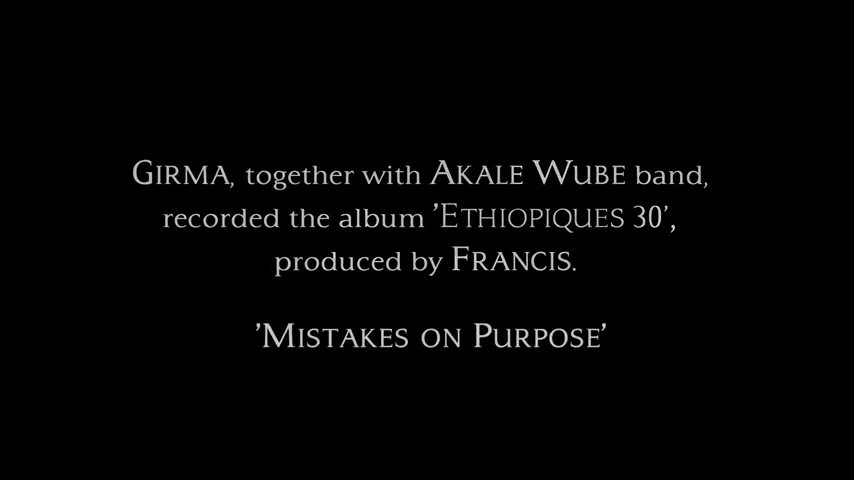 GIRMA, together with AKALE WUBE band,
recorded the album 'ETHIOPIQUES 30',
produced by FRANCIS.
'MISTAKES ON PURPOSE'